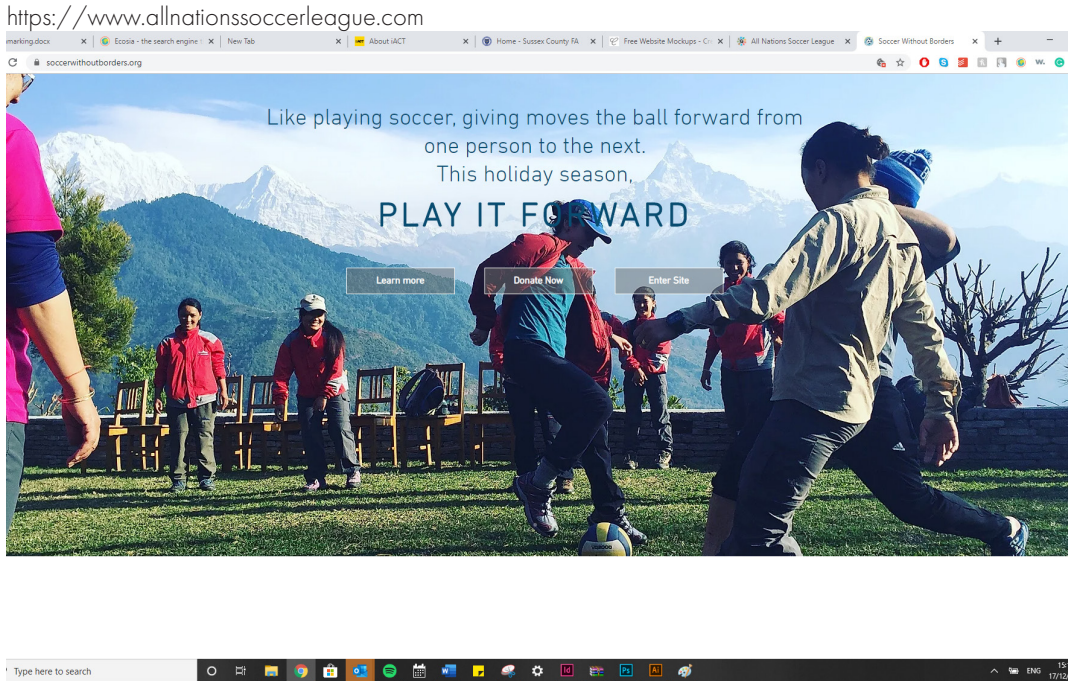 https://www.allnationssoccerleague.com
marking.docx
Ecosia - the search engine
New Tab
About iACT
Home - Sussex County FA
Free Website Mockups - Cr
All Nations Soccer League
Soccer Without Borders
soccerwithoutborders.org
Like playing soccer, giving moves the ball forward from
one person to the next.
This holiday season,
PLAY IT FORWARD
Learn more
Donate Now
Enter Site
Type here to search
ENG
15:
17/12/